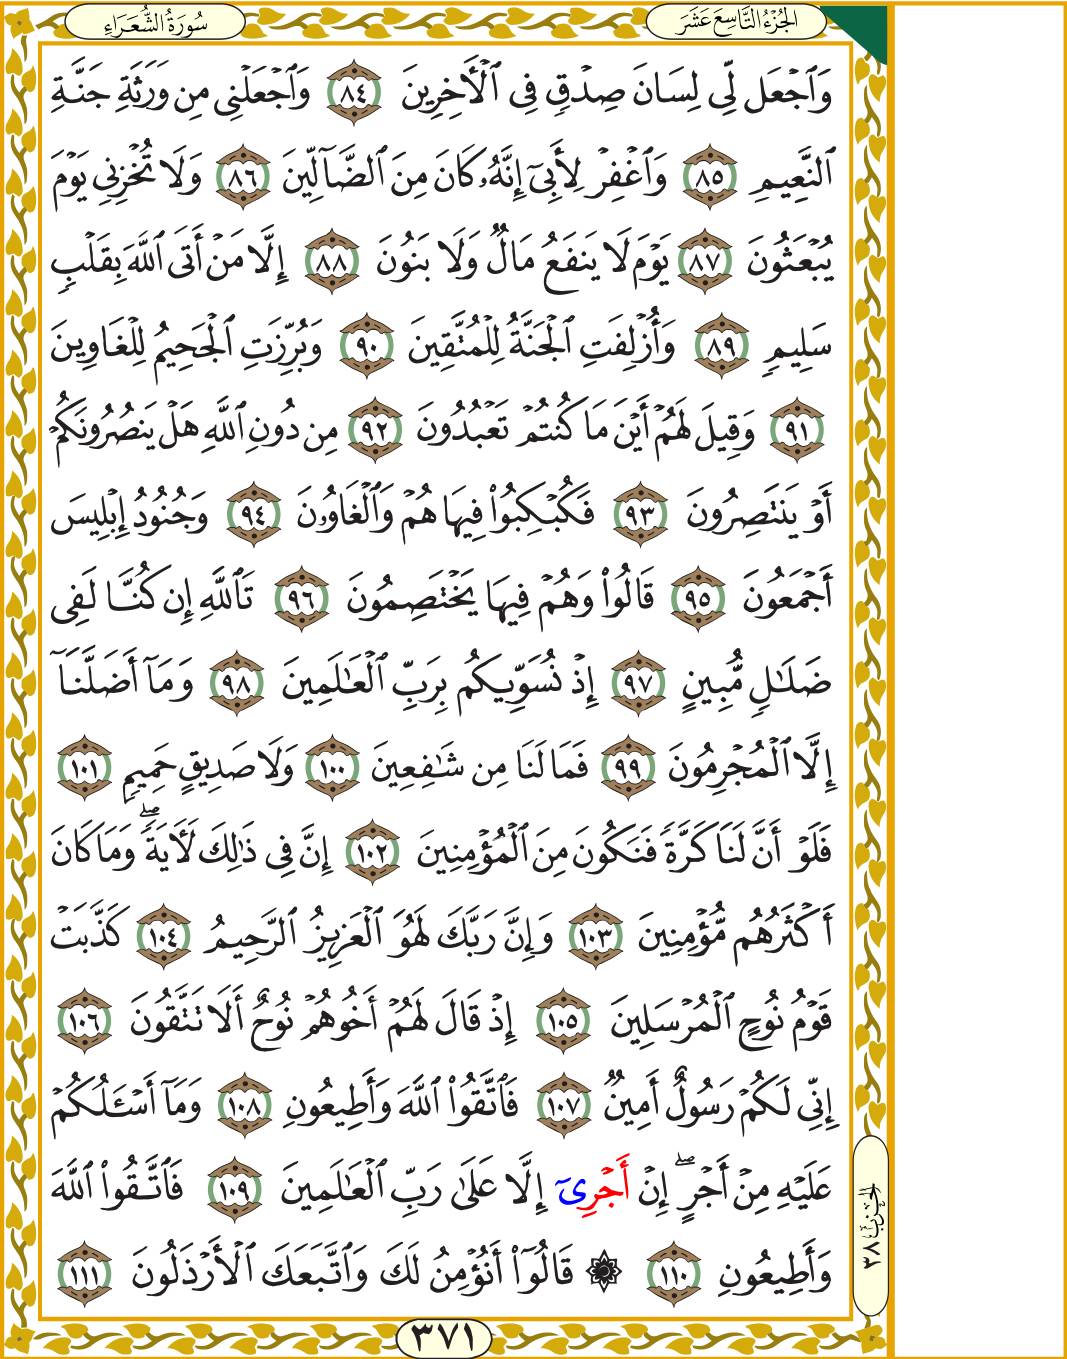 الجُزْءُ التَّاسِعَ عَشَرَ
سُورَةُ الشُّعَرَاءِ
وَٱجۡعَل لِّى لِسَانَ صِدۡقٍ فِى ٱلۡأَخِرِينَ ٨٤ وَٱجۡعَلۡنِى مِن وَرَثَةِ جَنَّةِ
ٱلنَّعِيمِ ٨٥ وَٱغۡفِرۡ لِأَبِىٓ إِنَّهُۥ كَانَ مِنَ ٱلضَّآلِّينَ ٨٦ وَلَا تُخۡزِنِى يَوۡمَ
يُبۡعَثُونَ ٨٧ يَوۡمَ لَا يَنفَعُ مَالٌ وَلَا بَنُونَ ٨٨ إِلَّا مَنۡ أَتَى ٱللَّهَ بِقَلۡبٍ
سَلِيمٍ ٨٩ وَأُزۡلِفَتِ ٱلۡجَنَّةُ لِلۡمُتَّقِينَ ٩٠ وَبُرِّزَتِ ٱلۡجَحِيمُ لِلۡغَاوِينَ
٩١ وَقِيلَ لَهُمۡ أَيۡنَ مَا كُنتُمۡ تَعۡبُدُونَ ٩٢ مِن دُونِ ٱللَّهِ هَلۡ يَنصُرُونَكُمۡ
أَوۡ يَنتَصِرُونَ ٩٣ فَكُبۡكِبُواْ فِيهَا هُمۡ وَٱلۡغَاوُۥنَ ٩٤ وَجُنُودُ إِبۡلِيسَ
أَجۡمَعُونَ ٩٥ قَالُواْ وَهُمۡ فِيهَا يَخۡتَصِمُونَ ٩٦ تَٱللَّهِ إِن كُنَّا لَفِى
ضَلَٰلٍ مُّبِينٍ ٩٧ إِذۡ نُسَوِّيكُم بِرَبِّ ٱلۡعَٰلَمِينَ ٩٨ وَمَآ أَضَلَّنَآ
إِلَّا ٱلۡمُجۡرِمُونَ ٩٩ فَمَا لَنَا مِن شَٰفِعِينَ ١٠٠ وَلَا صَدِيقٍ حَمِيمٍ ١٠١
فَلَوۡ أَنَّ لَنَا كَرَّةً فَنَكُونَ مِنَ ٱلۡمُؤۡمِنِينَ ١٠٢ إِنَّ فِى ذَٰلِكَ لَأَيَةً ۖ وَمَا كَانَ
أَكۡثَرُهُم مُّؤۡمِنِينَ ١٠٣ وَإِنَّ رَبَّكَ لَهُوَ ٱلۡعَزِيزُ ٱلرَّحِيمُ ١٠٤ كَذَّبَتۡ
قَوۡمُ نُوحٍ ٱلۡمُرۡسَلِينَ ١٠٥ إِذۡ قَالَ لَهُمۡ أَخُوهُمۡ نُوحٌ أَلَا تَتَّقُونَ ١٠٦
إِنِّى لَكُمۡ رَسُولٌ أَمِينٌ ١٠٧ فَٱتَّقُواْ ٱللَّهَ وَأَطِيعُونِ ١٠٨ وَمَآ أَسۡـَٔلُكُمۡ
عَلَيۡهِ مِنۡ أَجۡرٍ ۖ إِنۡ أَجۡرِىٓ إِلَّا عَلَىٰ رَبِّ ٱلۡعَٰلَمِينَ ١٠٩ فَٱتَّقُواْ ٱللَّهَ
وَأَطِيعُونِ ١١٠ ۞ قَالُوٓاْ أَنُؤۡمِنُ لَكَ وَٱتَّبَعَكَ ٱلۡأَرۡذَلُونَ ١١١
الحِزْبُ ٣٨
٣٧١